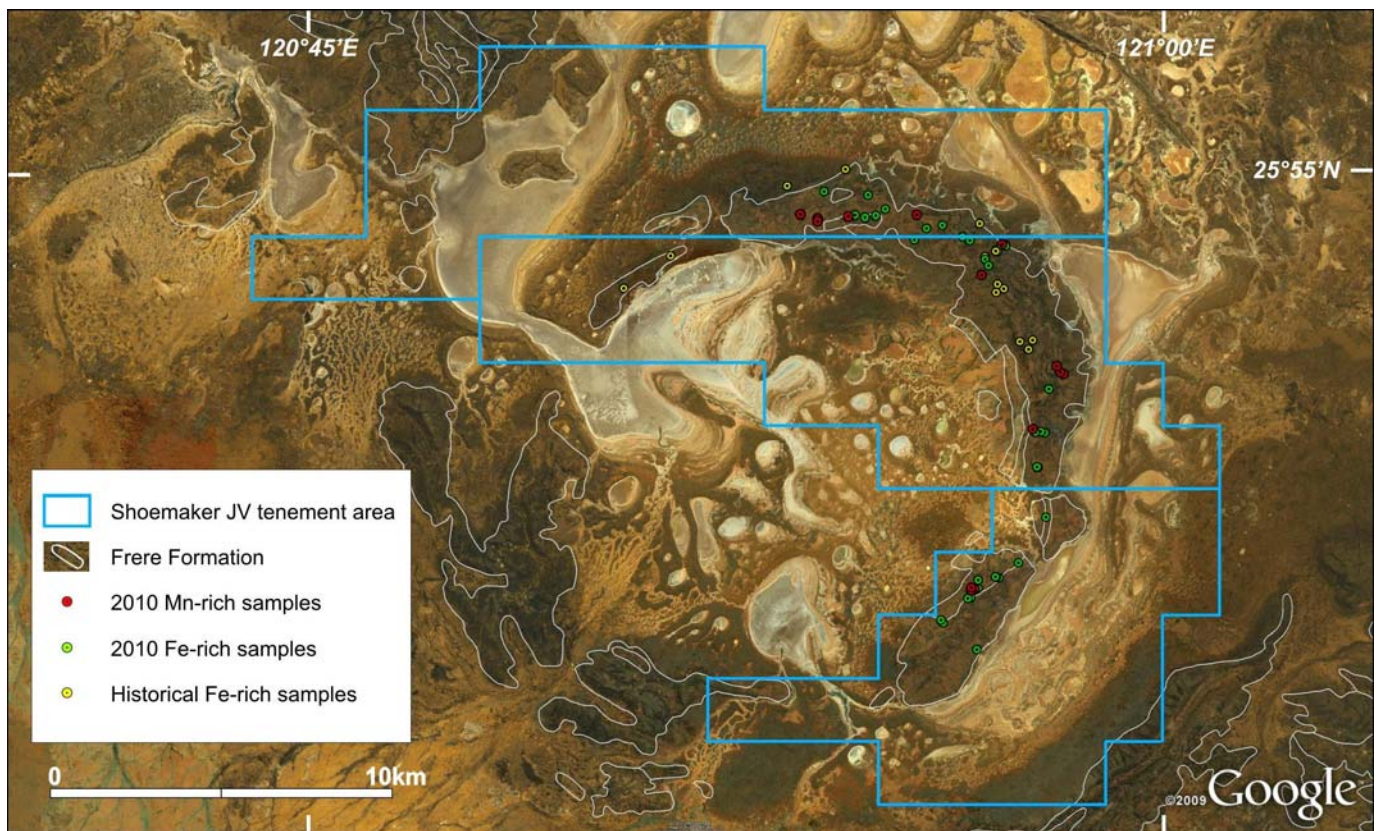 120°45'E
121°00'E
25°55'N
Shoemaker JV tenement area
Frere Formation
2010 Mn-rich samples
2010 Fe-rich samples
Historical Fe-rich samples
0 10km
©2009 Google